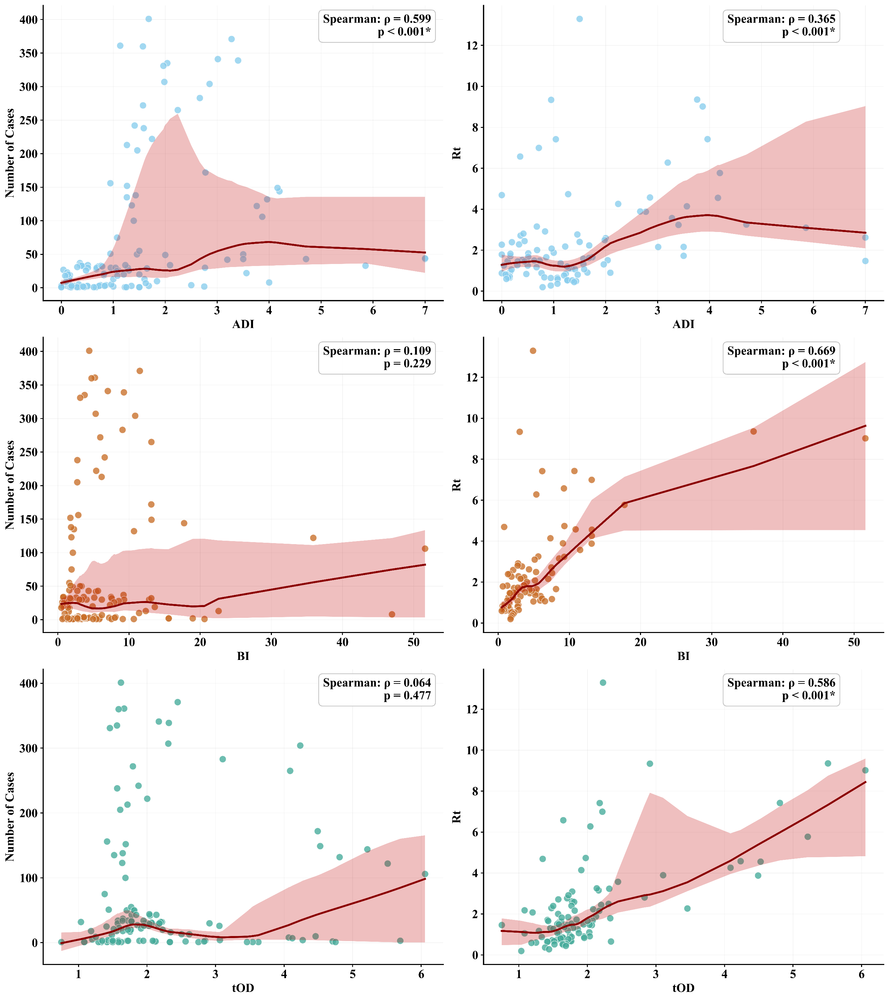 Spearman: ρ = 0.599
p < 0.001*
Number of Cases
400
350
300
250
200
150
100
50
0
0 1 2 3 4 5 6 7
ADI
Spearman: ρ = 0.365
p < 0.001*
Rt
12
10
8
6
4
2
0
0 1 2 3 4 5 6 7
ADI
Spearman: ρ = 0.109
p = 0.229
Number of Cases
400
350
300
250
200
150
100
50
0
0 10 20 30 40 50
BI
Spearman: ρ = 0.669
p < 0.001*
Rt
12
10
8
6
4
2
0
0 10 20 30 40 50
BI
Spearman: ρ = 0.064
p = 0.477
Number of Cases
400
300
200
100
0
1 2 3 4 5 6
tOD
Spearman: ρ = 0.586
p < 0.001*
Rt
12
10
8
6
4
2
0
1 2 3 4 5 6
tOD